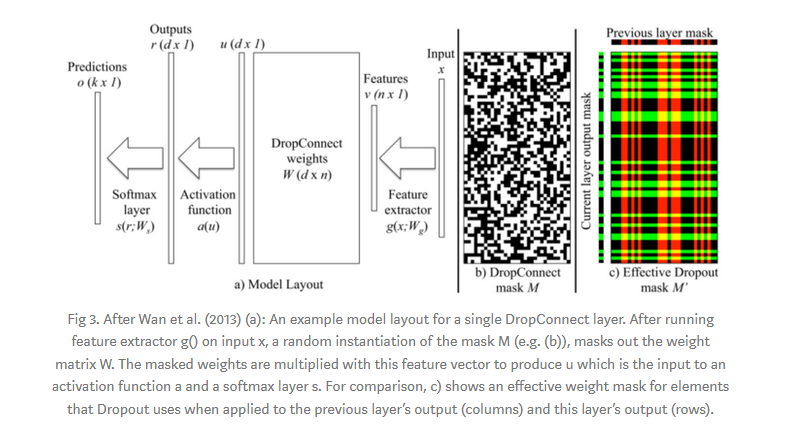 Outputs
r (d x 1)
u (d x 1)
Predictions
o (k x 1)
Input
x
Features
v (n x 1)
DropConnect
weights
W (d x n)
Softmax
layer
s(r;Ws)
Activation
function
a(u)
Feature
extractor
g(x;Wg)
a) Model Layout
b) DropConnect
mask M
Previous layer mask
Current layer output mask
c) Effective Dropout
mask M'
Fig 3. After Wan et al. (2013) (a): An example model layout for a single DropConnect layer. After running
feature extractor g() on input x, a random instantiation of the mask M (e.g. (b)), masks out the weight
matrix W. The masked weights are multiplied with this feature vector to produce u which is the input to an
activation function a and a softmax layer s. For comparison, c) shows an effective weight mask for elements
that Dropout uses when applied to the previous layer’s output (columns) and this layer’s output (rows).